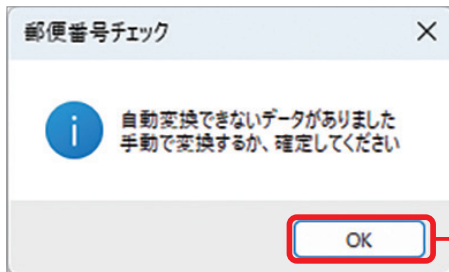 郵便番号チェック
自動変換できないデータがありました
手動で変換するか、確定してください
OK